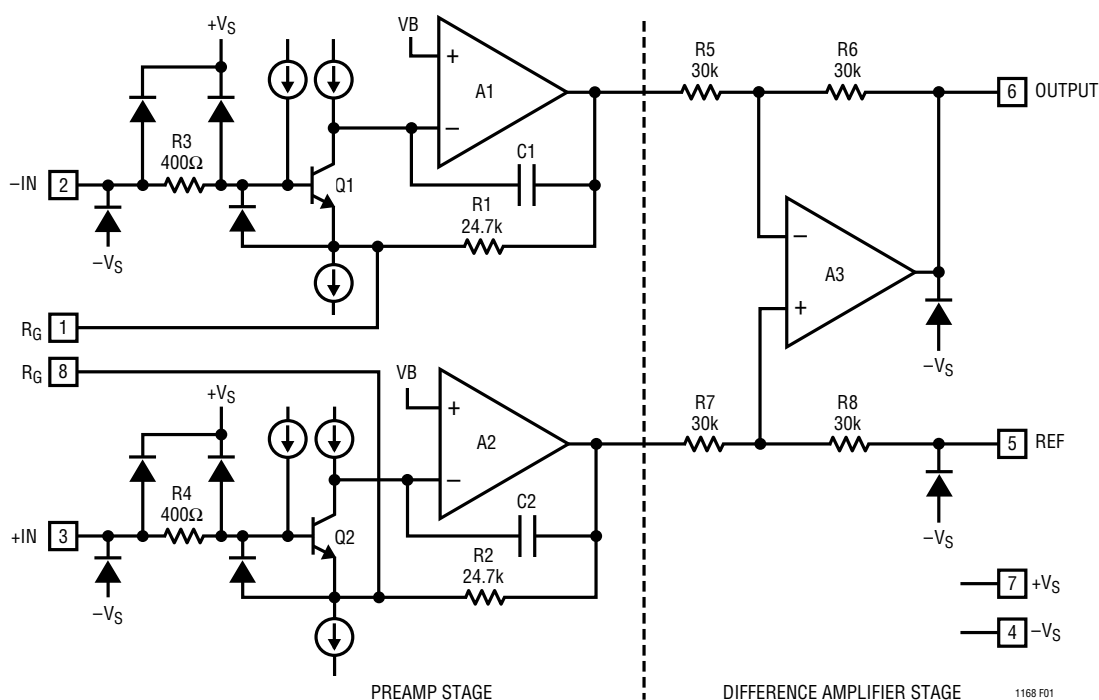 +VS
VB
R5
30k
R6
30k
6 OUTPUT
+
A1
−
R3
400Ω
C1
–IN 2
Q1
R1
24.7k
–VS
−
A3
+
RG 1
RG 8
–VS
+VS
VB
R7
30k
R8
30k
+
A2
−
5 REF
R4
400Ω
C2
+IN 3
Q2
R2
24.7k
–VS
–VS
7 +VS
4 –VS
PREAMP STAGE
DIFFERENCE AMPLIFIER STAGE
1168 F01